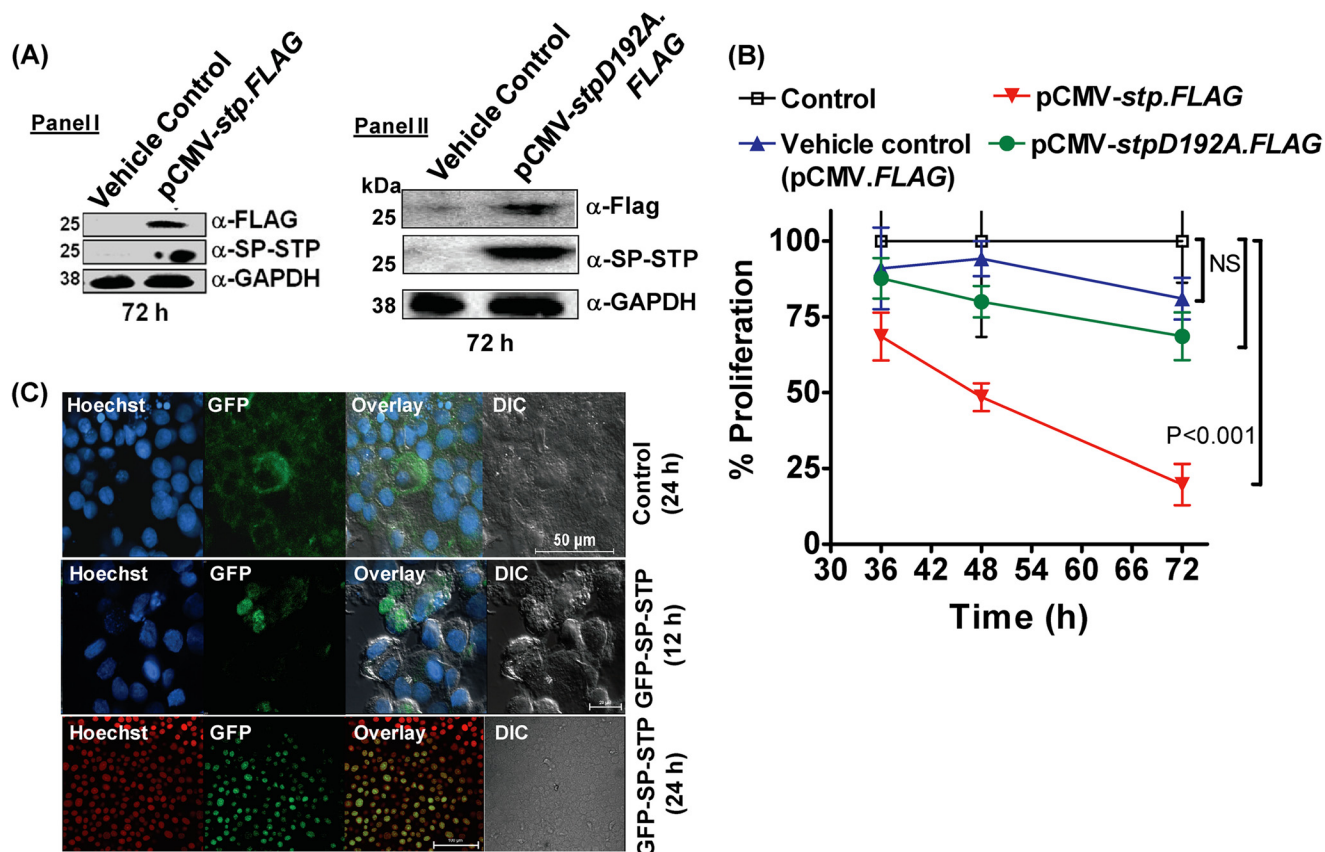 (A)
Panel I
Vehicle Control
pCMV-stp.FLAG
25 α-FLAG
25 α-SP-STP
38 α-GAPDH
72 h
Panel II
Vehicle Control
pCMV-stpD192A.
FLAG
kDa
25 α-Flag
25 α-SP-STP
38 α-GAPDH
72 h
(B)
Control
pCMV-stp.FLAG
Vehicle control
(pCMV.FLAG)
pCMV-stpD192A.FLAG
% Proliferation
100
75
50
25
0
30 36 42 48 54 60 66 72
Time (h)
NS
P<0.001
(C)
Hoechst GFP Overlay DIC
50 µm
Control
(24 h)
Hoechst GFP Overlay DIC
20 µm
GFP-SP-STP
(12 h)
Hoechst GFP Overlay DIC
100 µm
GFP-SP-STP
(24 h)